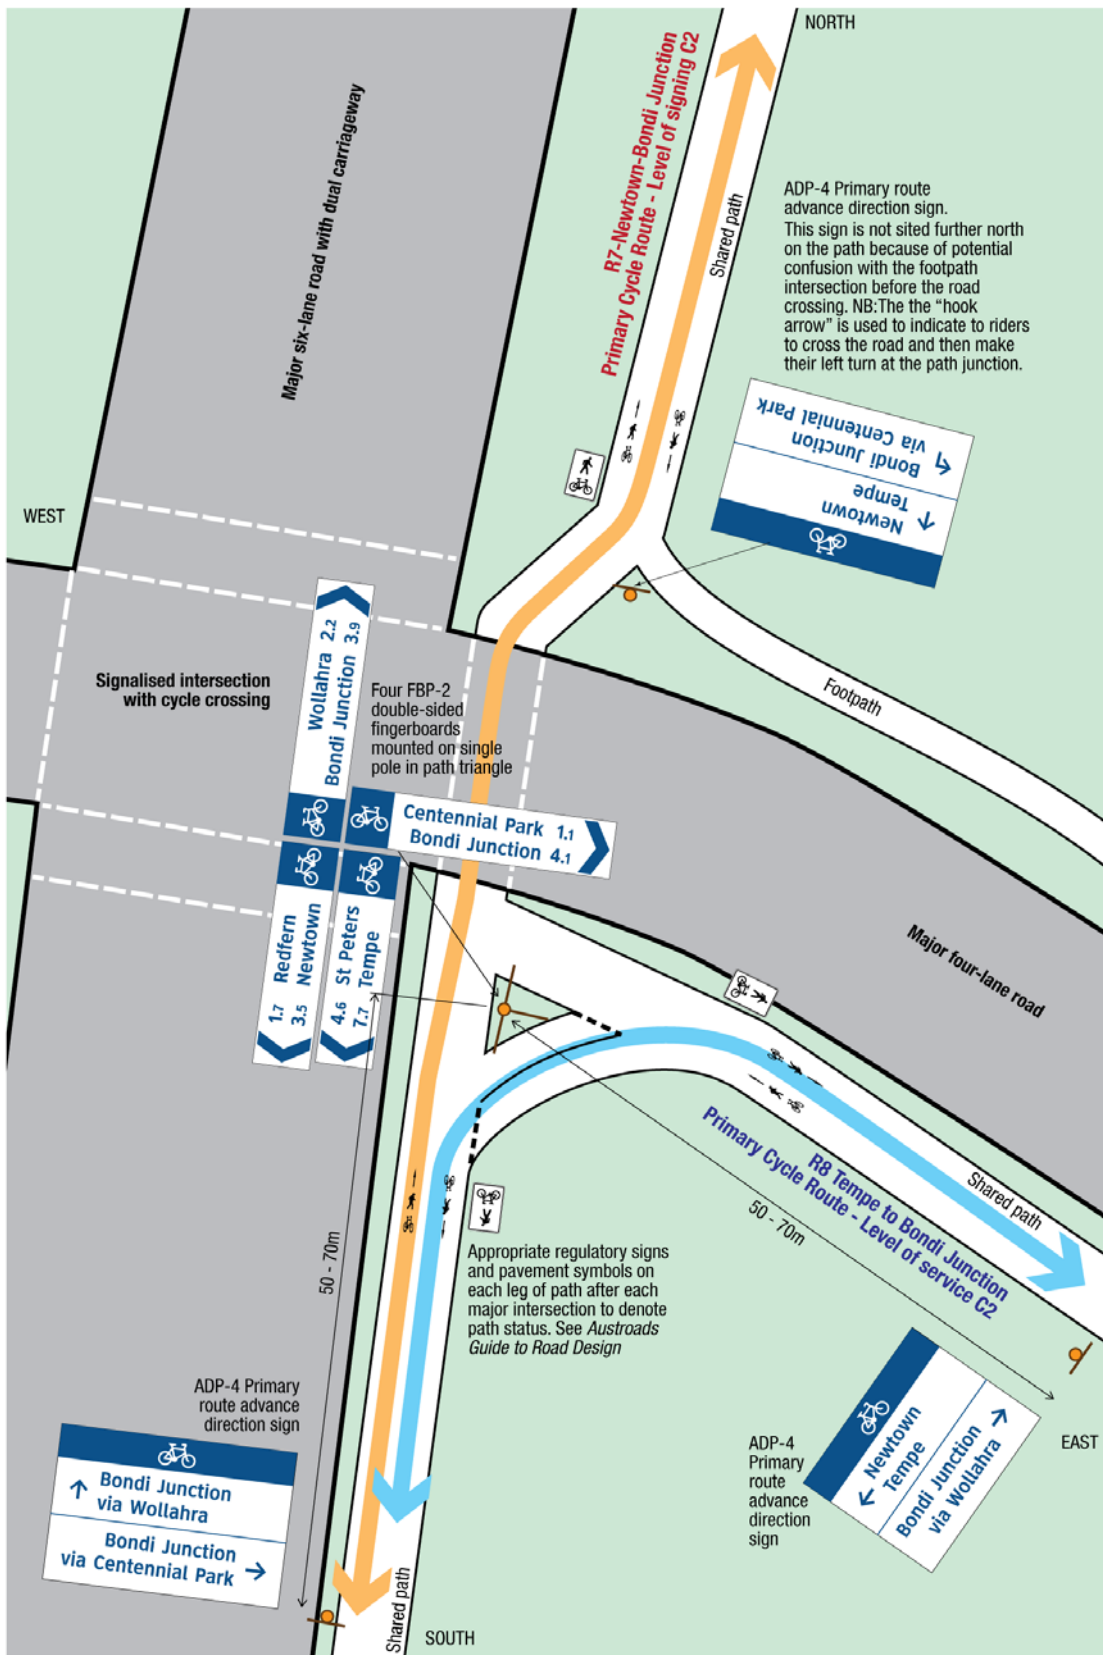 NORTH
R7-Newtown-Bondi Junction
Primary Cycle Route - Level of signing C2
Major six-lane road with dual carriageway
Shared path
ADP-4 Primary route
advance direction sign.
This sign is not sited further north
on the path because of potential
confusion with the footpath
intersection before the road
crossing. NB:The the “hook
arrow” is used to indicate to riders
to cross the road and then make
their left turn at the path junction.
Newtown
Tempe
Bondi Junction
via Centennial Park
WEST
Signalised intersection
with cycle crossing
Wollahra 2.2
Bondi Junction 3.9
Four FBP-2
double-sided
fingerboards
mounted on single
pole in path triangle
Footpath
Centennial Park 1.1
Bondi Junction 4.1
1.7 Redfern
3.5 Newtown
4.6 St Peters
7.7 Tempe
Major four-lane road
R8 Tempe to Bondi Junction
Primary Cycle Route - Level of service C2
Shared path
50 - 70m
50 - 70m
Appropriate regulatory signs
and pavement symbols on
each leg of path after each
major intersection to denote
path status. See Austroads
Guide to Road Design
ADP-4 Primary
route advance
direction sign
Bondi Junction
via Wollahra
Bondi Junction
via Centennial Park
ADP-4
Primary
route
advance
direction
sign
Newtown
Tempe
Bondi Junction
via Wollahra
EAST
Shared path
SOUTH